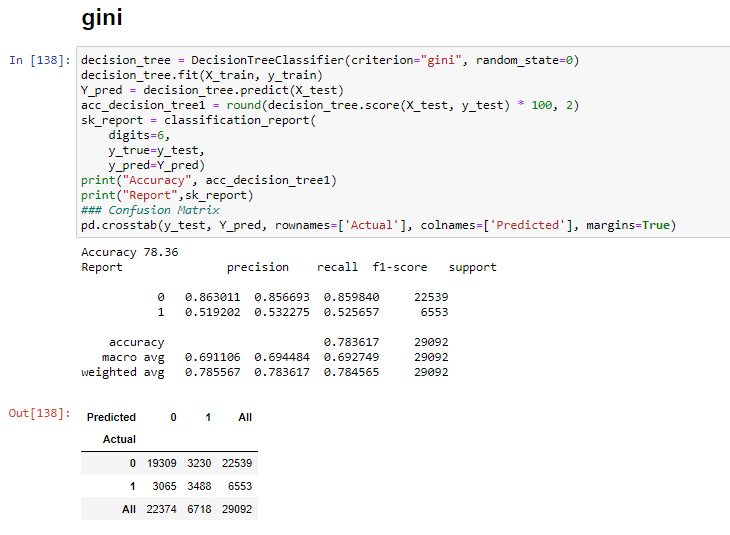 gini
In [138]: decision_tree = DecisionTreeClassifier(criterion="gini", random_state=0)
decision_tree.fit(X_train, y_train)
Y_pred = decision_tree.predict(X_test)
acc_decision_tree1 = round(decision_tree.score(X_test, y_test) * 100, 2)
sk_report = classification_report(
    digits=6,
    y_true=y_test,
    y_pred=Y_pred)
print("Accuracy", acc_decision_tree1)
print("Report",sk_report)
### Confusion Matrix
pd.crosstab(y_test, Y_pred, rownames=['Actual'], colnames=['Predicted'], margins=True)
Accuracy 78.36
Report               precision    recall  f1-score   support
0   0.863011  0.856693  0.859840     22539
1   0.519202  0.532275  0.525657      6553
accuracy                       0.783617     29092
macro avg   0.691106  0.694484  0.692749     29092
weighted avg   0.785567  0.783617  0.784565     29092
Out[138]: Predicted 0 1 All
Actual
0 19309 3230 22539
1 3065 3488 6553
All 22374 6718 29092